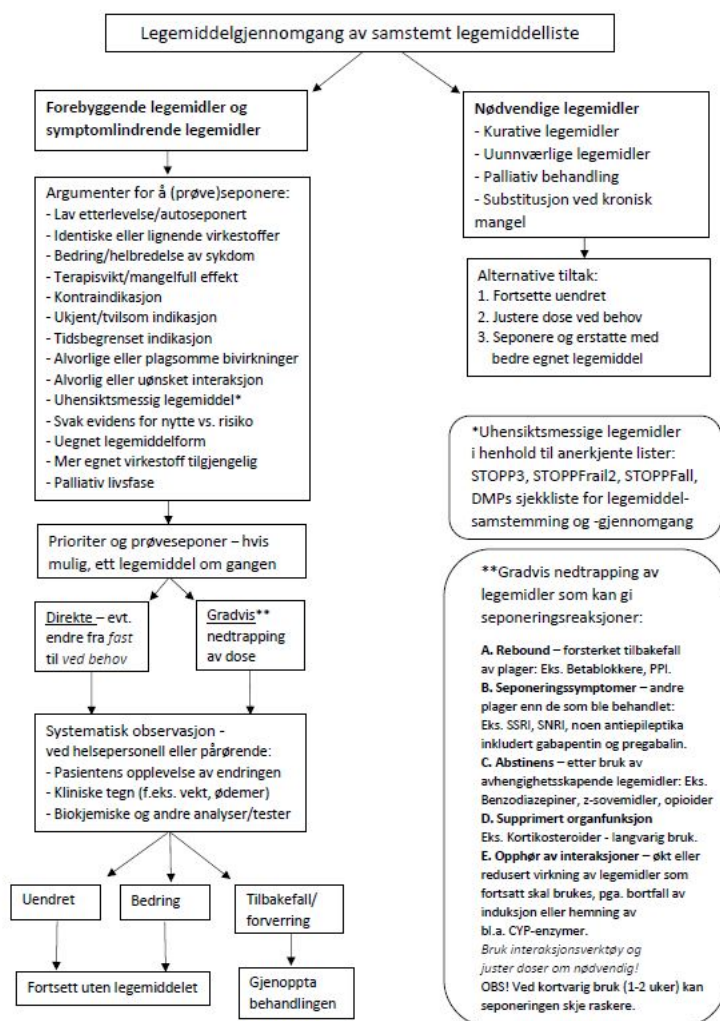 Legemiddelgjennomgang av samstemt legemiddelliste
Forebyggende legemidler og
symptomlindrende legemidler
Argumenter for å (prøve)seponere:
- Lav etterlevelse/autoseponert
- Identiske eller lignende virkestoffer
- Bedring/helbredelse av sykdom
- Terapisvikt/mangelfull effekt
- Kontraindikasjon
- Ukjent/tvilsom indikasjon
- Tidsbegrenset indikasjon
- Alvorlige eller plagsomme bivirkninger
- Alvorlig eller uønsket interaksjon
- Uhensiktsmessig legemiddel*
- Svak evidens for nytte vs. risiko
- Uegnet legemiddelform
- Mer egnet virkestoff tilgjengelig
- Palliativ livsfase
Prioriter og prøveseponer – hvis
mulig, ett legemiddel om gangen
Direkte – evt.
endre fra fast
til ved behov
Gradvis**
nedtrapping
av dose
Systematisk observasjon -
ved helsepersonell eller pårørende:
- Pasientens opplevelse av endringen
- Kliniske tegn (f.eks. vekt, ødemer)
- Biokjemiske og andre analyser/tester
Uendret
Bedring
Tilbakefall/
forverring
Fortsett uten legemiddelet
Gjenoppta
behandlingen
Nødvendige legemidler
- Kurative legemidler
- Uunnværlige legemidler
- Palliativ behandling
- Substitusjon ved kronisk
mangel
Alternative tiltak:
1. Fortsette uendret
2. Justere dose ved behov
3. Seponere og erstatte med
bedre egnet legemiddel
*Uhensiktsmessige legemidler
i henhold til anerkjente lister:
STOPP3, STOPPFrail2, STOPPFall,
DMPs sjekkliste for legemiddel-
samstemming og -gjennomgang
**Gradvis nedtrapping av
legemidler som kan gi
seponeringsreaksjoner:
A. Rebound – forsterket tilbakefall
av plager: Eks. Betablokkere, PPI.
B. Seponeringssymptomer – andre
plager enn de som ble behandlet:
Eks. SSRI, SNRI, noen antiepileptika
inkludert gabapentin og pregabalin.
C. Abstinens – etter bruk av
avhengighetsskapende legemidler: Eks.
Benzodiazepiner, z-sovemidler, opioider
D. Supprimert organfunksjon
Eks. Kortikosteroider - langvarig bruk.
E. Opphør av interaksjoner – økt eller
redusert virkning av legemidler som
fortsatt skal brukes, pga. bortfall av
induksjon eller hemning av
bl.a. CYP-enzymer.
Bruk interaksjonsverktøy og
juster doser om nødvendig!
OBS! Ved kortvarig bruk (1-2 uker) kan
seponeringen skje raskere.